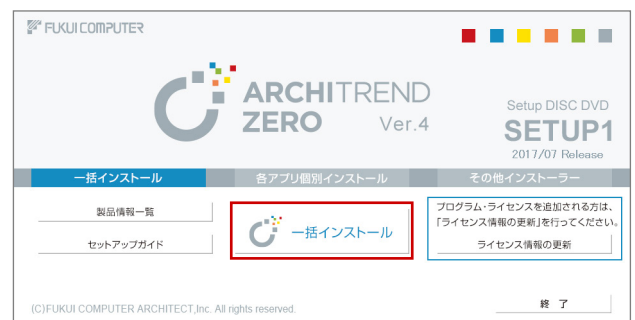 FUKUI COMPUTER
ARCHITREND
ZERO Ver.4
Setup DISC DVD
SETUP1
2017/07 Release
一括インストール
各アプリ個別インストール
その他インストーラー
製品情報一覧
セットアップガイド
一括インストール
プログラム・ライセンスを追加される方は、
「ライセンス情報の更新」を行ってください。
ライセンス情報の更新
(C)FUKUI COMPUTER ARCHITECT,Inc. All rights reserved.
終 了